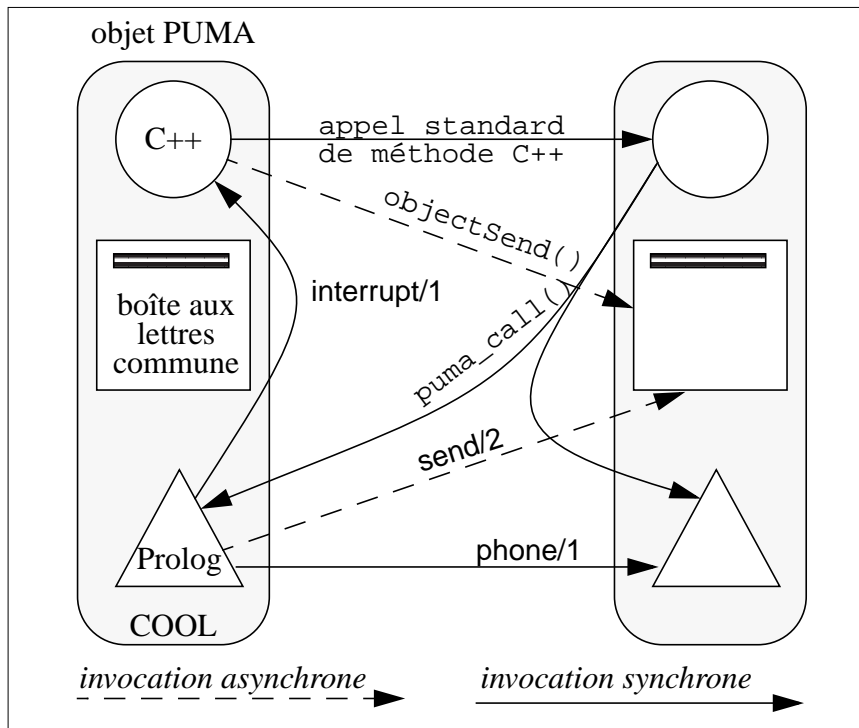 objet PUMA
C++
appel standard
de méthode C++
objectSend()
boîte aux
lettres
commune
interrupt/1
puma_call()
send/2
Prolog
phone/1
COOL
invocation asynchrone
invocation synchrone